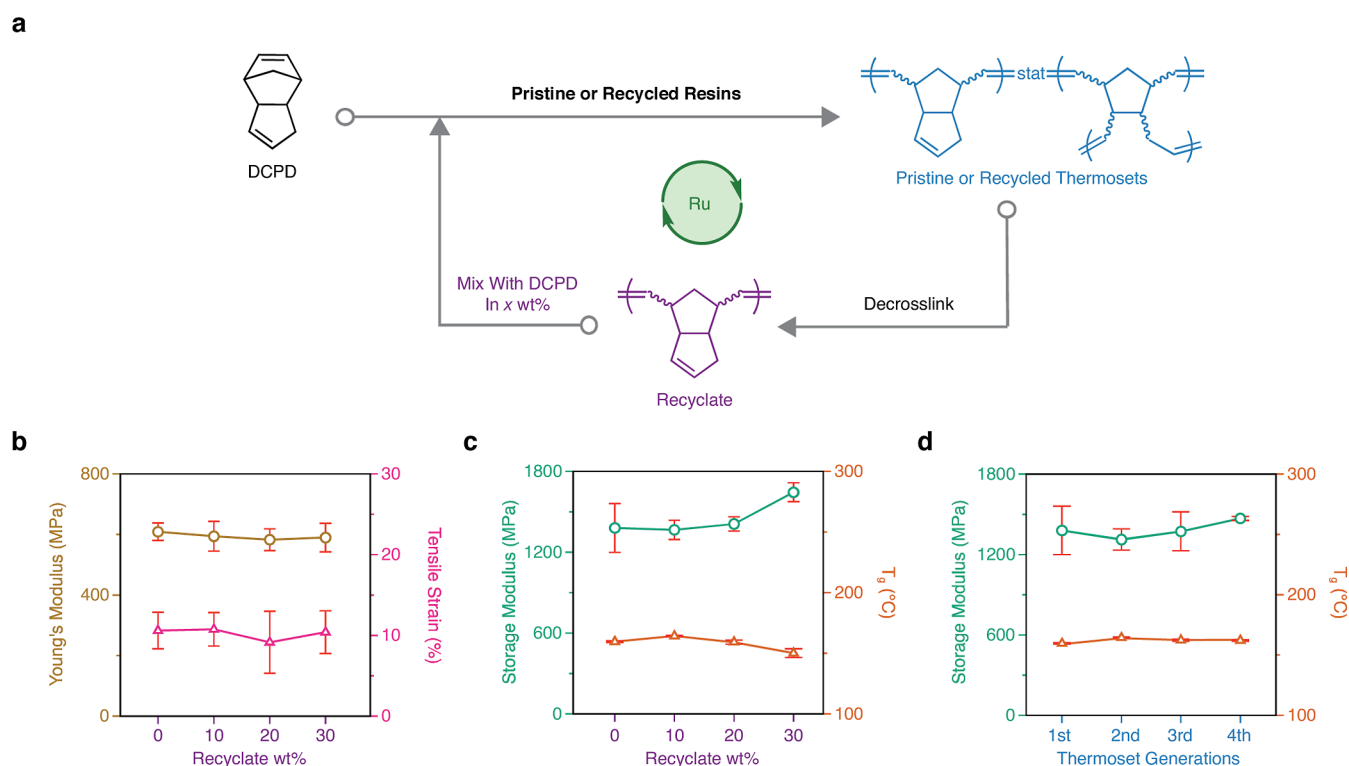 a
DCPD
Pristine or Recycled Resins
stat
Pristine or Recycled Thermosets
Ru
Mix With DCPD
In x wt%
Decrosslink
Recyclate
b
800
400
0
Young's Modulus (MPa)
30
20
10
0
Tensile Strain (%)
0 10 20 30
Recyclate wt%
c
1800
1200
600
0
Storage Modulus (MPa)
300
200
100
Tg (°C)
0 10 20 30
Recyclate wt%
d
1800
1200
600
0
Storage Modulus (MPa)
300
200
100
Tg (°C)
1st 2nd 3rd 4th
Thermoset Generations